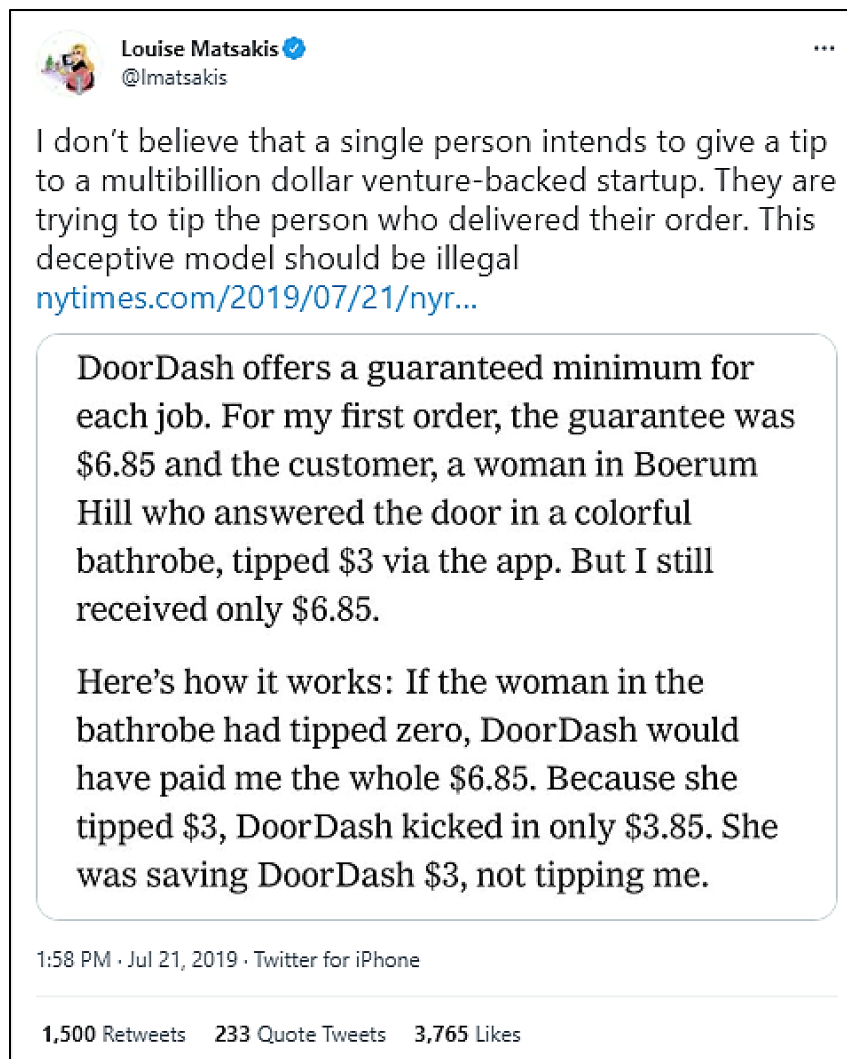 Louise Matsakis
@lmatsakis
I don't believe that a single person intends to give a tip
to a multibillion dollar venture-backed startup. They are
trying to tip the person who delivered their order. This
deceptive model should be illegal
nytimes.com/2019/07/21/nyr...
DoorDash offers a guaranteed minimum for
each job. For my first order, the guarantee was
$6.85 and the customer, a woman in Boerum
Hill who answered the door in a colorful
bathrobe, tipped $3 via the app. But I still
received only $6.85.
Here's how it works: If the woman in the
bathrobe had tipped zero, DoorDash would
have paid me the whole $6.85. Because she
tipped $3, DoorDash kicked in only $3.85. She
was saving DoorDash $3, not tipping me.
1:58 PM · Jul 21, 2019 · Twitter for iPhone
1,500 Retweets 233 Quote Tweets 3,765 Likes